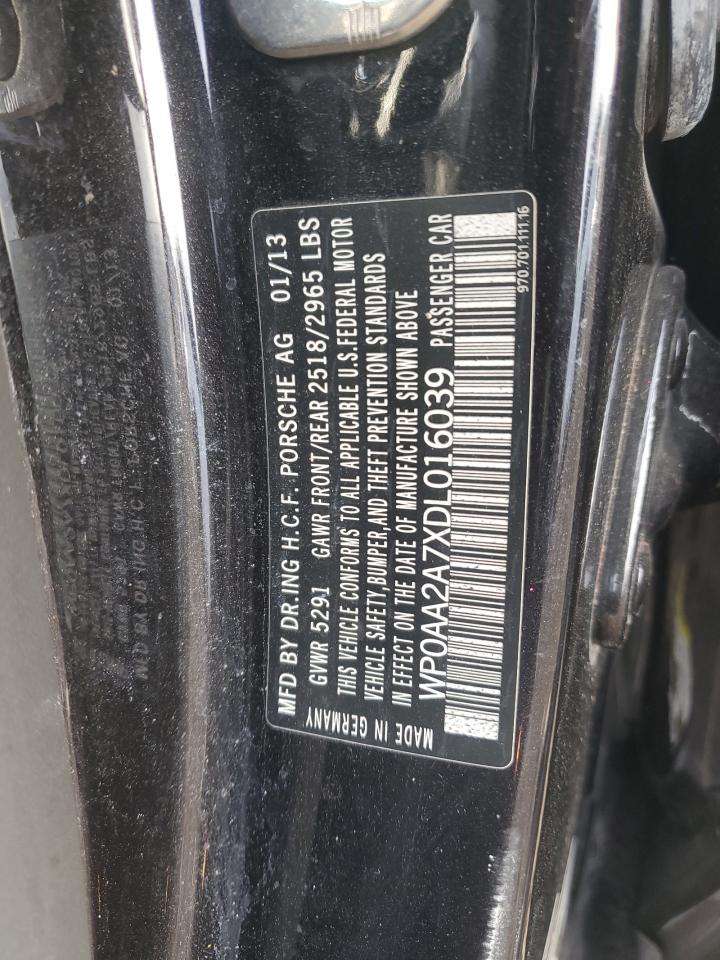 MFD BY DR.ING H.C.F. PORSCHE AG 01/13
GVWR 5291 GAWR FRONT/REAR 2518/2965 LBS
THIS VEHICLE CONFORMS TO ALL APPLICABLE U.S.FEDERAL MOTOR
VEHICLE SAFETY,BUMPER,AND THEFT PREVENTION STANDARDS
IN EFFECT ON THE DATE OF MANUFACTURE SHOWN ABOVE
WP0AA2A7XDL016039 PASSENGER CAR
970.701.111.16
MADE IN GERMANY